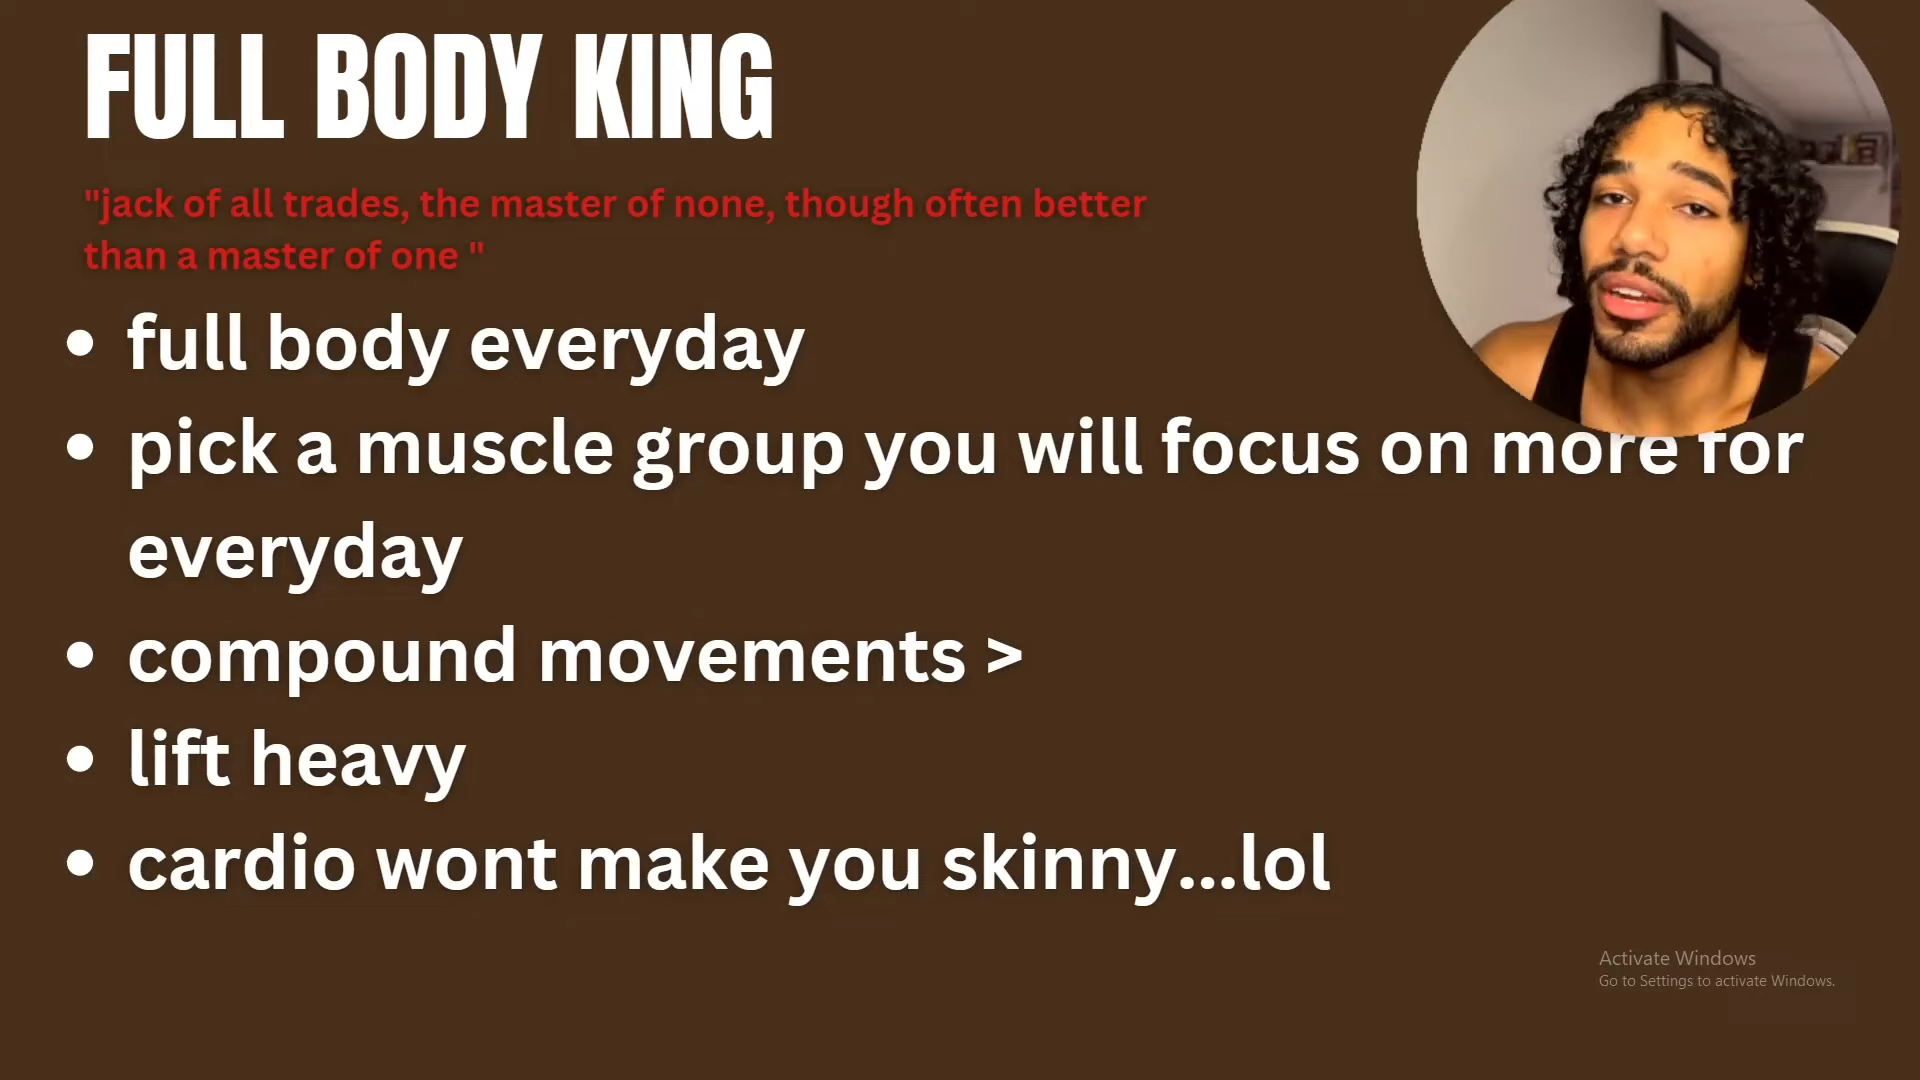 FULL BODY KING
"jack of all trades, the master of none, though often better
than a master of one "
• full body everyday
• pick a muscle group you will focus on more for
everyday
• compound movements >
• lift heavy
• cardio wont make you skinny...lol
Activate Windows
Go to Settings to activate Windows.